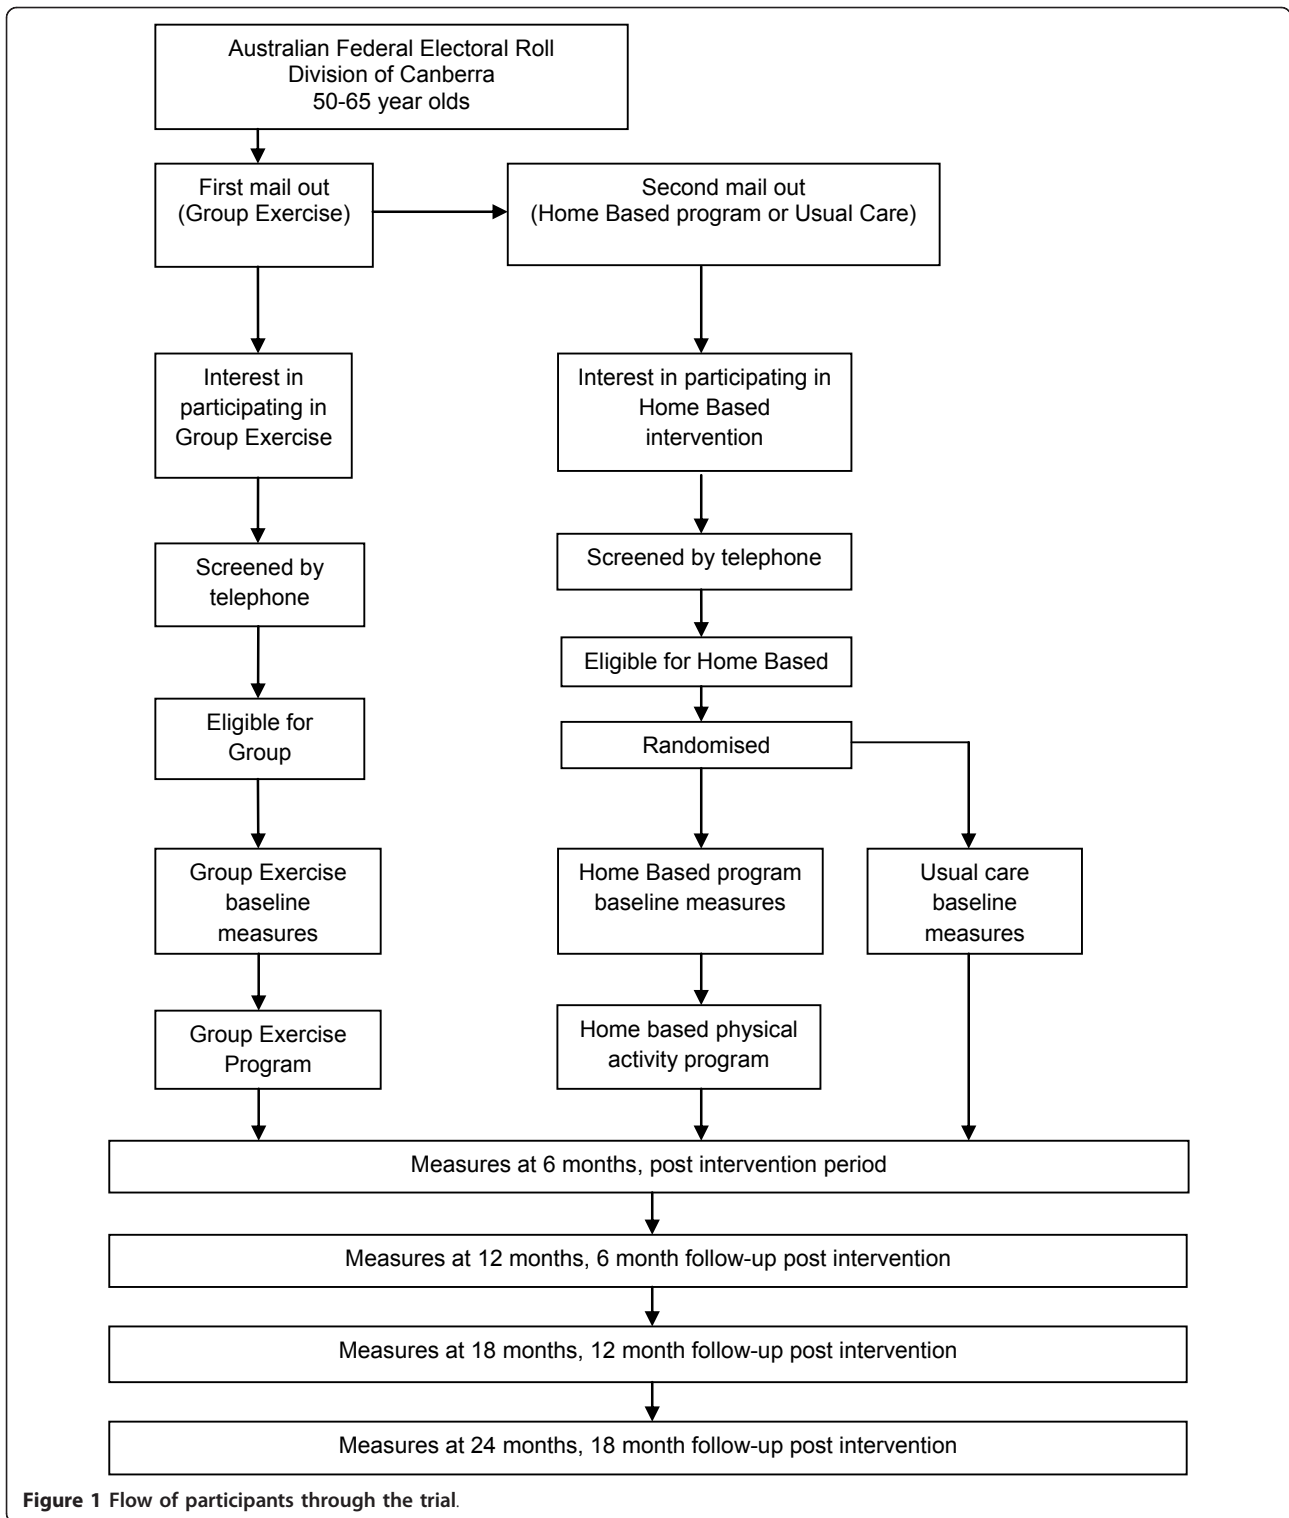 Australian Federal Electoral Roll
Division of Canberra
50-65 year olds
First mail out
(Group Exercise)
Second mail out
(Home Based program or Usual Care)
Interest in
participating in
Group Exercise
Interest in participating in
Home Based
intervention
Screened by
telephone
Screened by telephone
Eligible for Home Based
Eligible for
Group
Randomised
Group Exercise
baseline
measures
Home Based program
baseline measures
Usual care
baseline
measures
Group Exercise
Program
Home based physical
activity program
Measures at 6 months, post intervention period
Measures at 12 months, 6 month follow-up post intervention
Measures at 18 months, 12 month follow-up post intervention
Measures at 24 months, 18 month follow-up post intervention
Figure 1 Flow of participants through the trial.